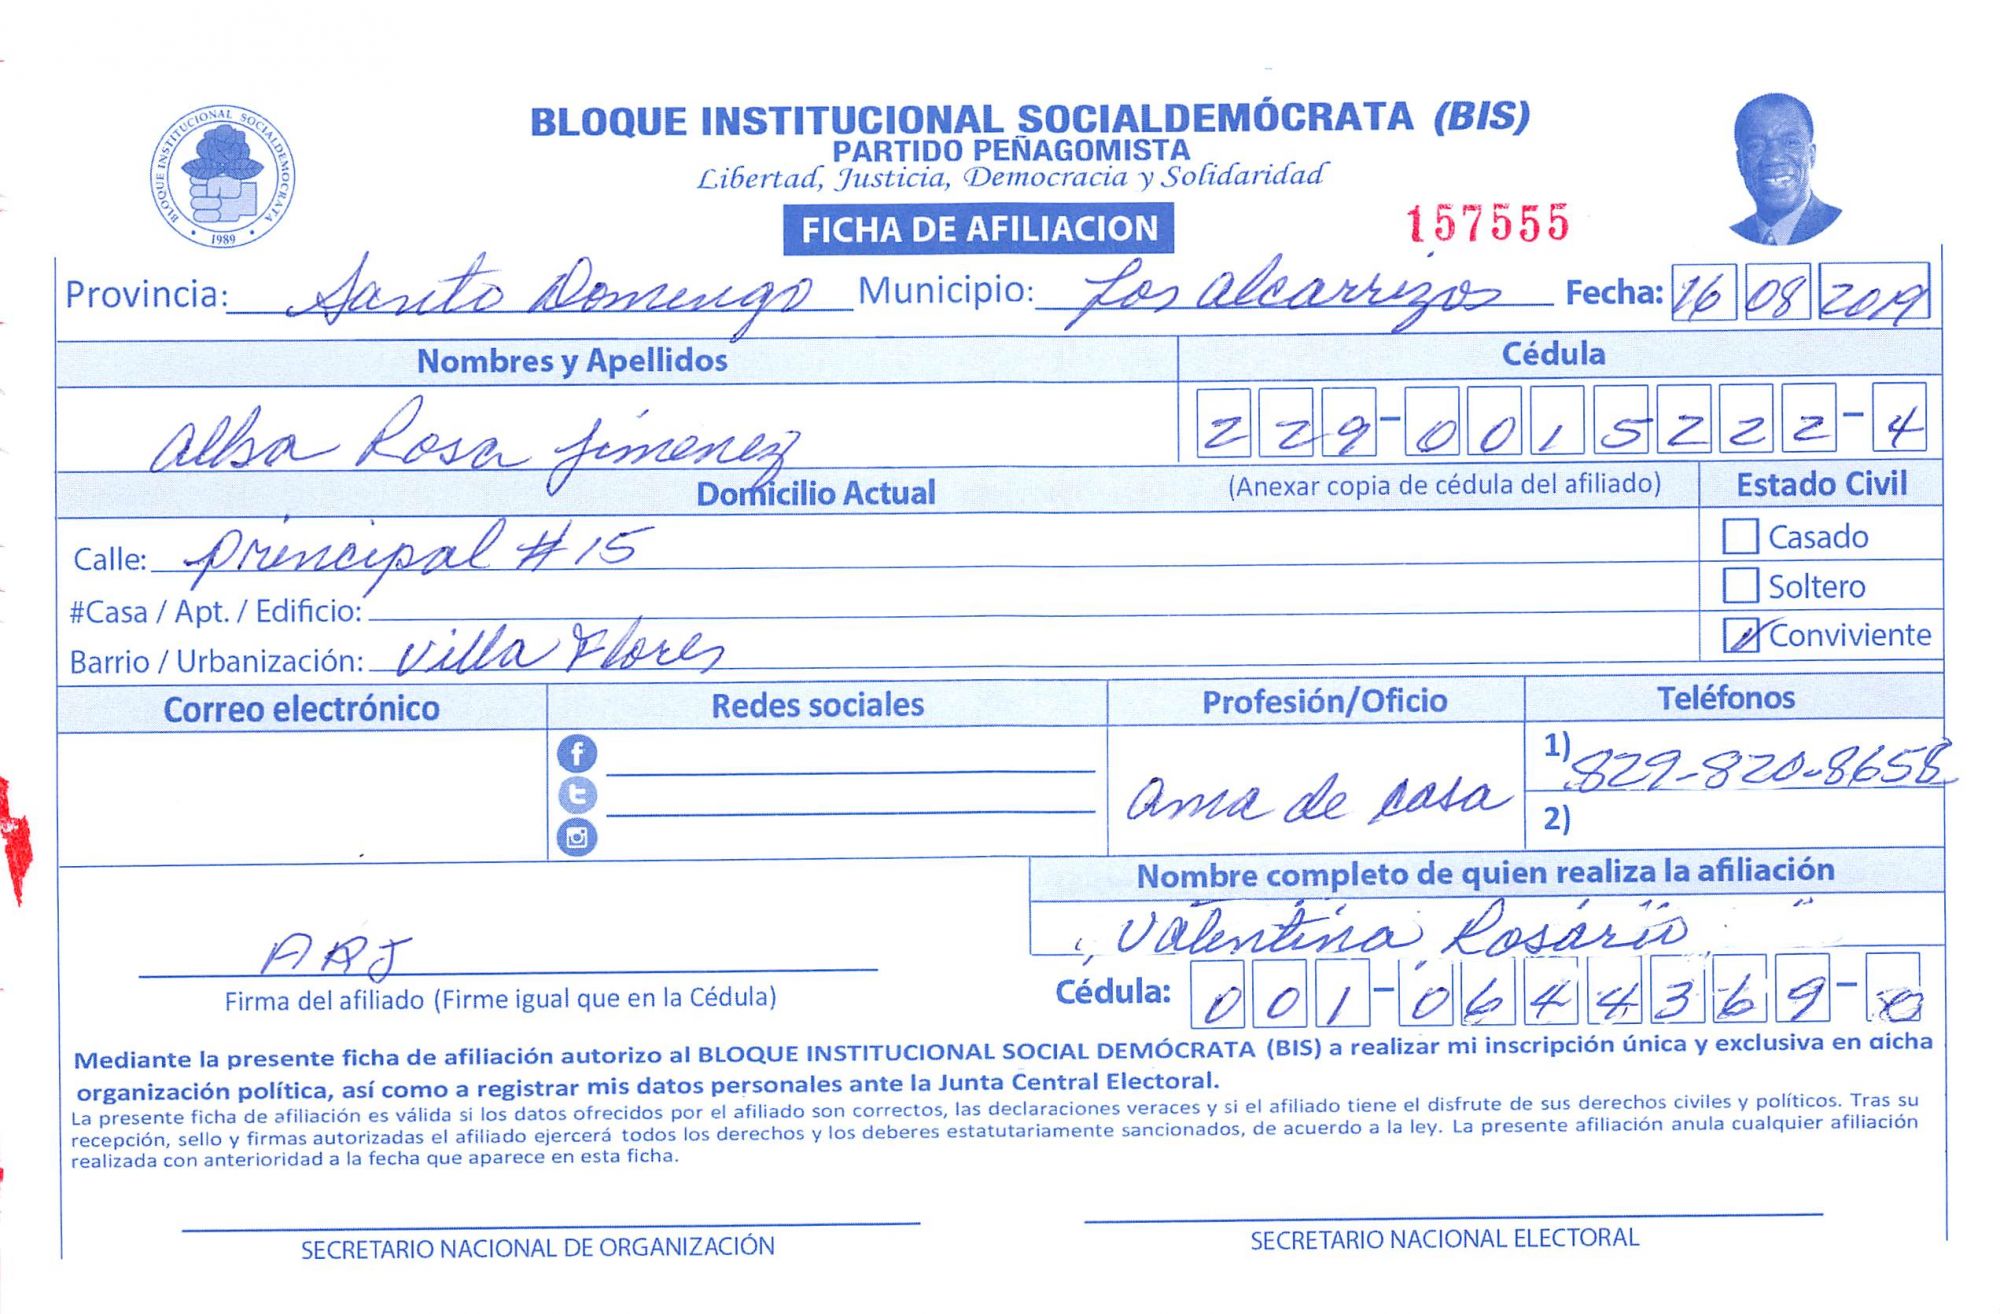 BLOQUE INSTITUCIONAL SOCIALDEMÓCRATA (BIS)
PARTIDO PEÑAGOMISTA
Libertad, Justicia, Democracia y Solidaridad
BLOQUE INSTITUCIONAL SOCIALDEMOCRATA
1989
FICHA DE AFILIACION
157555
Provincia: Santo Domingo Municipio: Los alcarrizos Fecha: 16 08 2019
Nombres y Apellidos Cédula
Alba Rosa Jimenez 229-0015222-4
Domicilio Actual (Anexar copia de cédula del afiliado) Estado Civil
Calle: principal #15 Casado
#Casa / Apt. / Edificio: Soltero
Barrio / Urbanización: Villa Flores Conviviente
Correo electrónico Redes sociales Profesión/Oficio Teléfonos
1) 829-820-8658
ama de casa
2)
Nombre completo de quien realiza la afiliación
Valentina Rosario
ARJ
Firma del afiliado (Firme igual que en la Cédula) Cédula: 001-0644369-0
Mediante la presente ficha de afiliación autorizo al BLOQUE INSTITUCIONAL SOCIAL DEMÓCRATA (BIS) a realizar mi inscripción única y exclusiva en dicha
organización política, así como a registrar mis datos personales ante la Junta Central Electoral.
La presente ficha de afiliación es válida si los datos ofrecidos por el afiliado son correctos, las declaraciones veraces y si el afiliado tiene el disfrute de sus derechos civiles y políticos. Tras su
recepción, sello y firmas autorizadas el afiliado ejercerá todos los derechos y los deberes estatutariamente sancionados, de acuerdo a la ley. La presente afiliación anula cualquier afiliación
realizada con anterioridad a la fecha que aparece en esta ficha.
SECRETARIO NACIONAL DE ORGANIZACIÓN SECRETARIO NACIONAL ELECTORAL